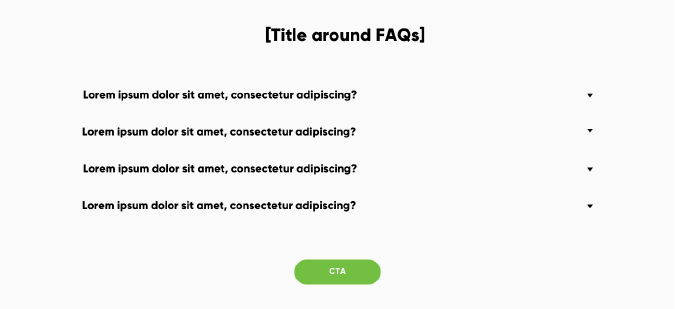 [Title around FAQs]
Lorem ipsum dolor sit amet, consectetur adipiscing?
Lorem ipsum dolor sit amet, consectetur adipiscing?
Lorem ipsum dolor sit amet, consectetur adipiscing?
Lorem ipsum dolor sit amet, consectetur adipiscing?
CTA